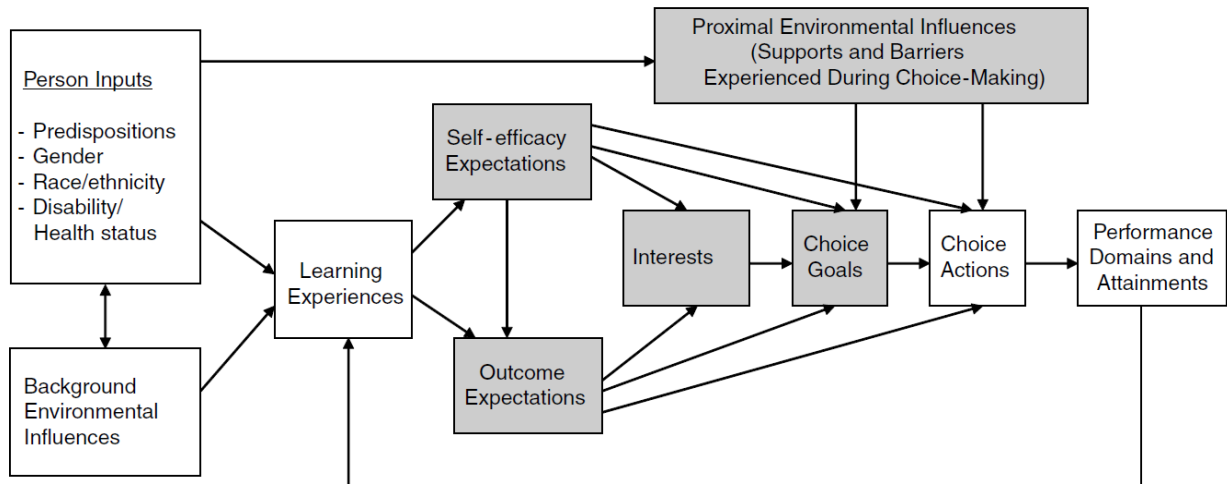 Person Inputs
- Predispositions
- Gender
- Race/ethnicity
- Disability/
Health status
Background
Environmental
Influences
Learning
Experiences
Self-efficacy
Expectations
Outcome
Expectations
Proximal Environmental Influences
(Supports and Barriers
Experienced During Choice-Making)
Interests
Choice
Goals
Choice
Actions
Performance
Domains and
Attainments